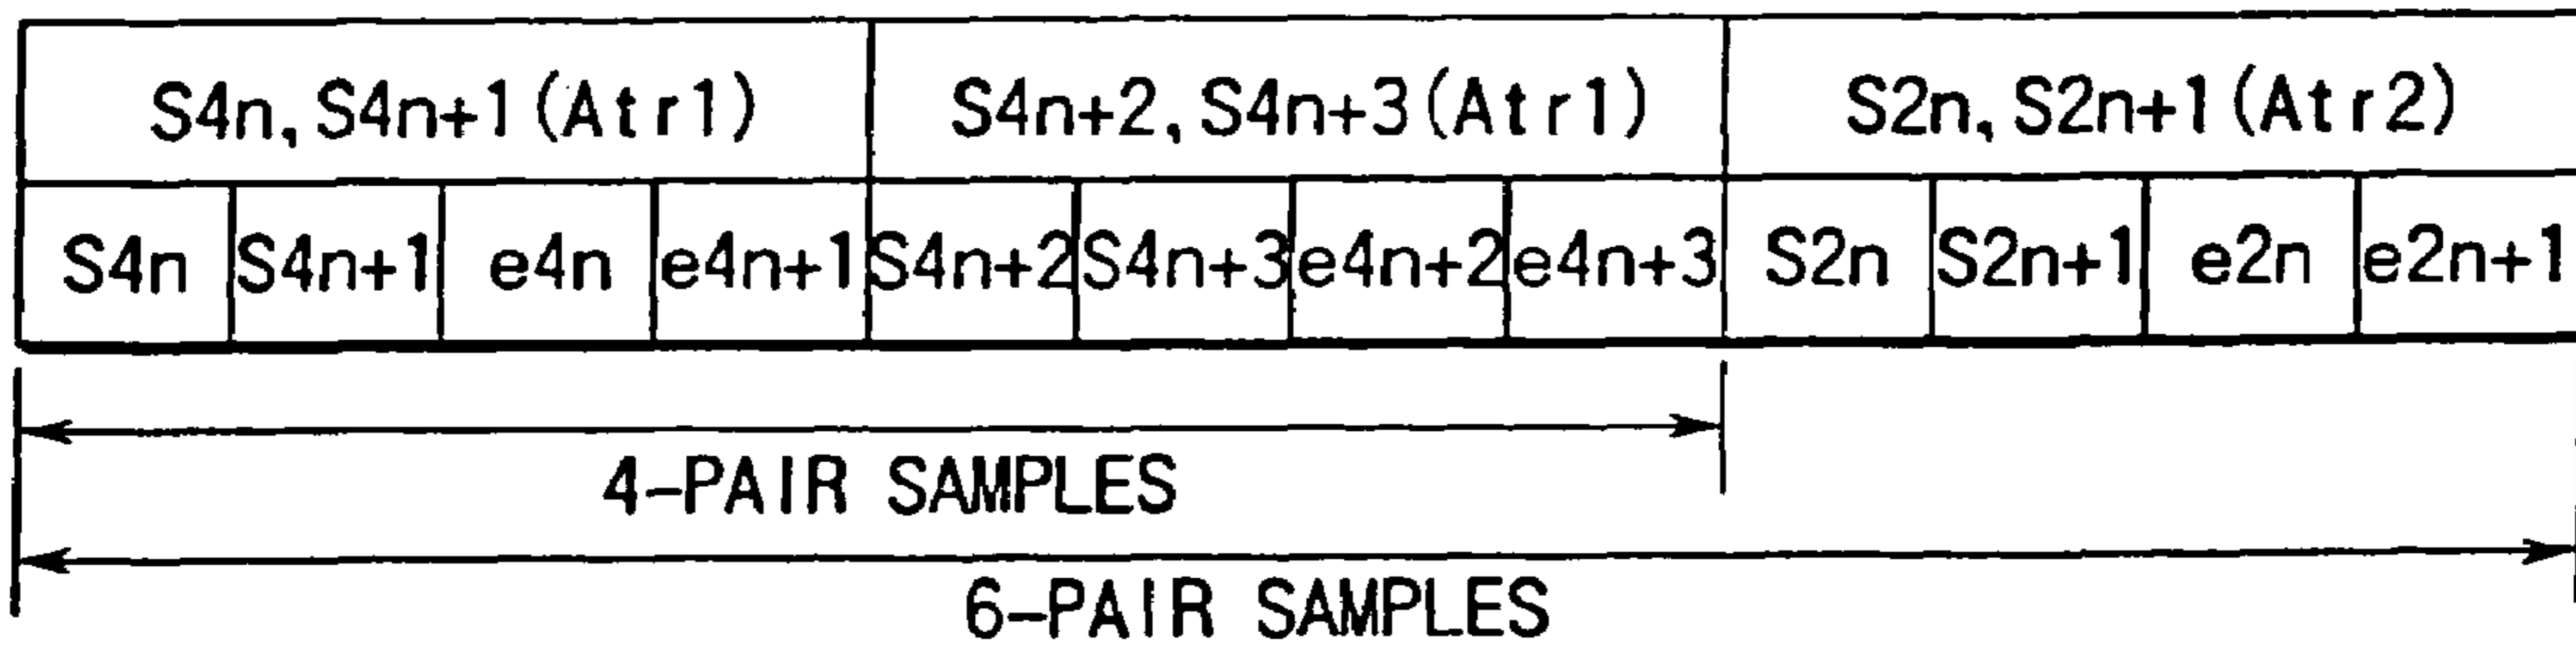 S4n, S4n+1(Atr1) S4n+2, S4n+3(Atr1) S2n, S2n+1(Atr2)
S4n S4n+1 e4n e4n+1 S4n+2 S4n+3 e4n+2 e4n+3 S2n S2n+1 e2n e2n+1
4-PAIR SAMPLES
6-PAIR SAMPLES